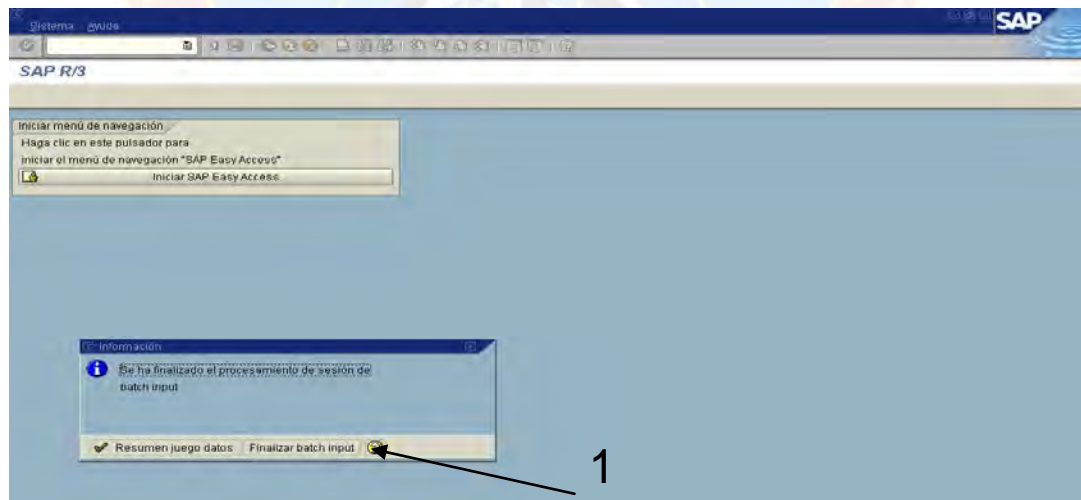 Sistema Ayuda
SAP
SAP R/3
Iniciar menú de navegación
Haga clic en este pulsador para
iniciar el menú de navegación "SAP Easy Access"
Iniciar SAP Easy Access
Información
Se ha finalizado el procesamiento de sesión de
batch input
Resumen juego datos Finalizar batch input
1